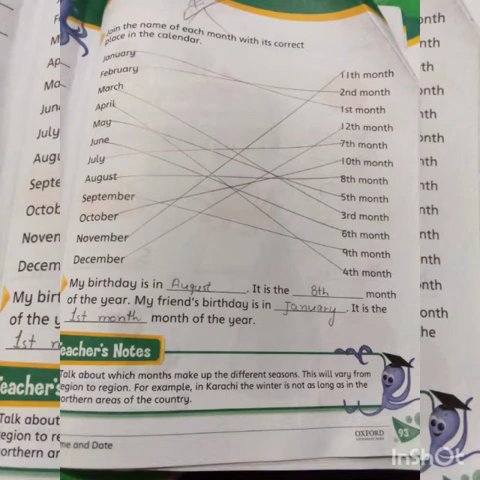 Join the name of each month with its correct
place in the calendar.
January
February
March
April
May
June
July
August
September
October
November
December
11th month
2nd month
1st month
12th month
7th month
10th month
8th month
5th month
3rd month
6th month
9th month
4th month
My birthday is in August. It is the 8th month
of the year. My friend's birthday is in January. It is the
1st month month of the year.
Teacher's Notes
Talk about which months make up the different seasons. This will vary from
region to region. For example, in Karachi the winter is not as long as in the
northern areas of the country.
me and Date
OXFORD
91
InShOt